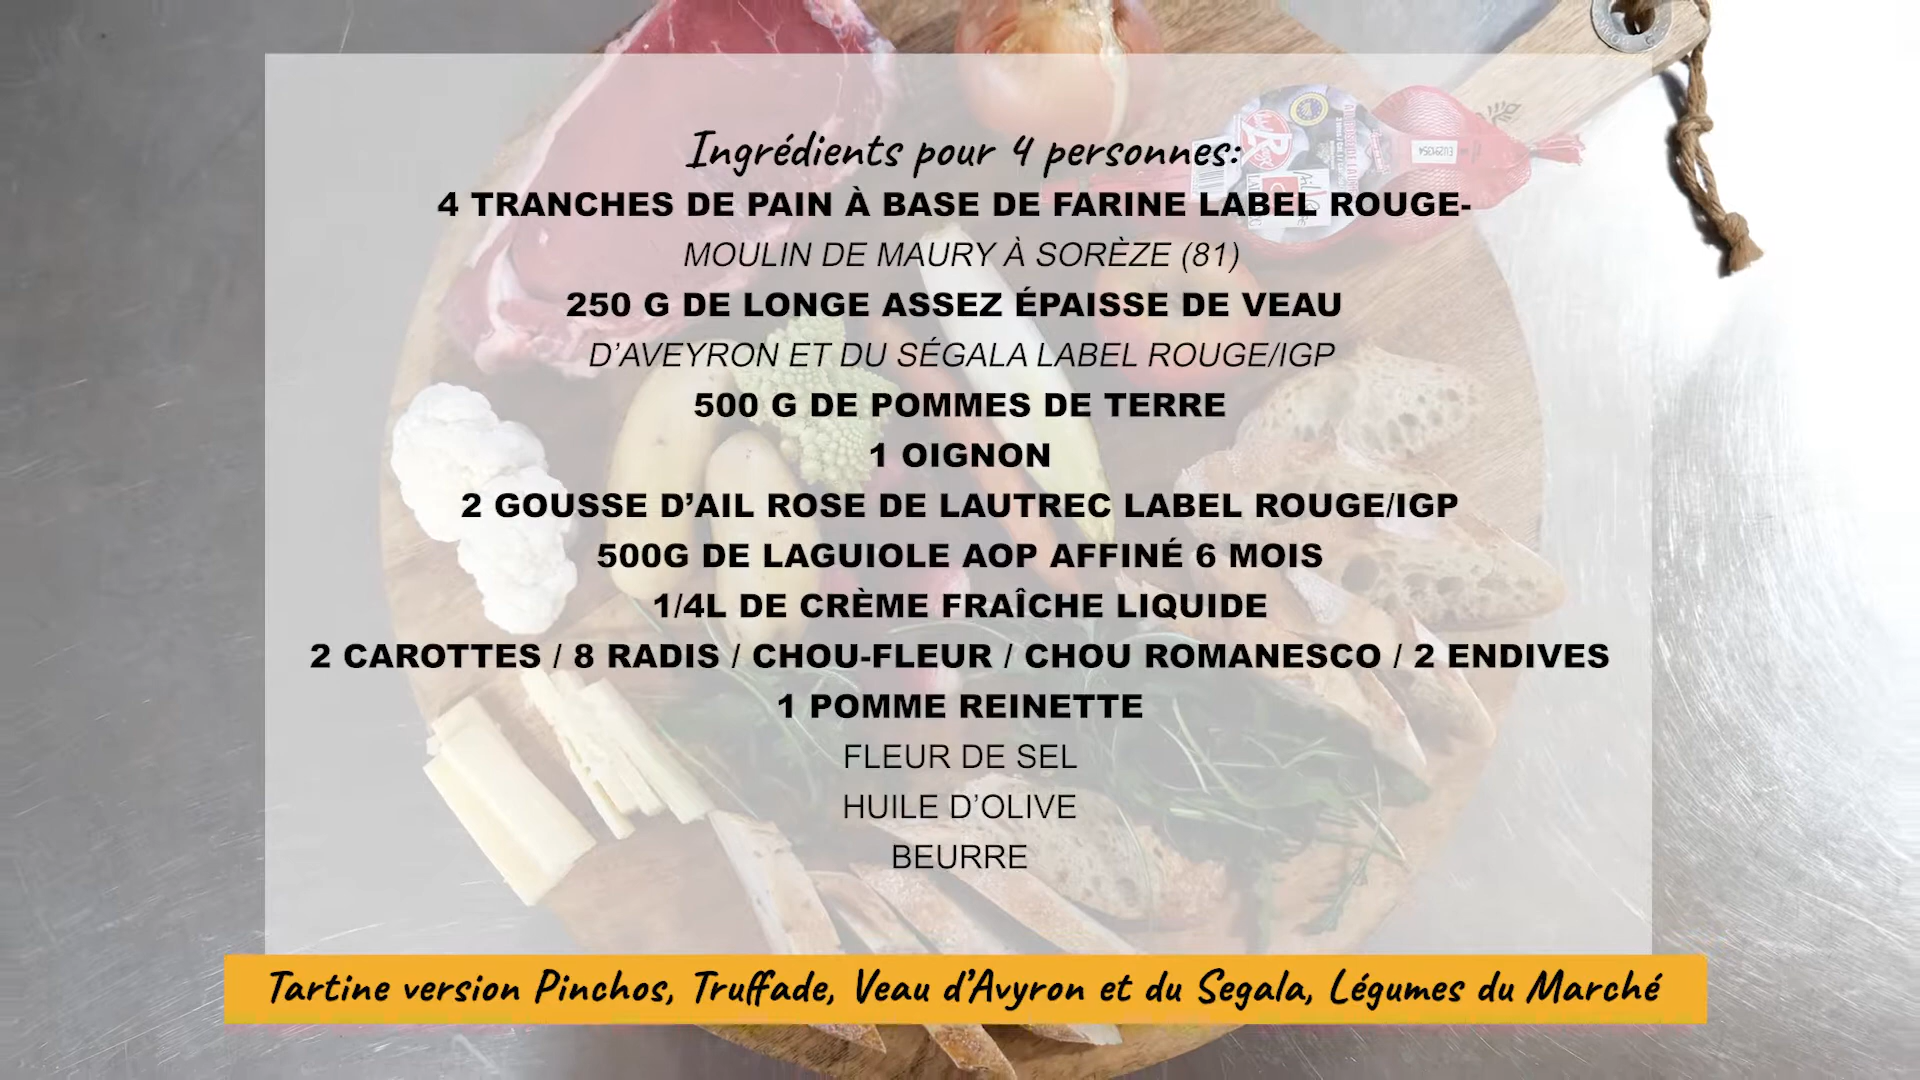 Ingrédients pour 4 personnes:
4 TRANCHES DE PAIN À BASE DE FARINE LABEL ROUGE-
MOULIN DE MAURY À SORÈZE (81)
250 G DE LONGE ASSEZ ÉPAISSE DE VEAU
D'AVEYRON ET DU SÉGALA LABEL ROUGE/IGP
500 G DE POMMES DE TERRE
1 OIGNON
2 GOUSSE D'AIL ROSE DE LAUTREC LABEL ROUGE/IGP
500G DE LAGUIOLE AOP AFFINÉ 6 MOIS
1/4L DE CRÈME FRAÎCHE LIQUIDE
2 CAROTTES / 8 RADIS / CHOU-FLEUR / CHOU ROMANESCO / 2 ENDIVES
1 POMME REINETTE
FLEUR DE SEL
HUILE D'OLIVE
BEURRE
Tartine version Pinchos, Truffade, Veau d'Avyron et du Segala, Légumes du Marché